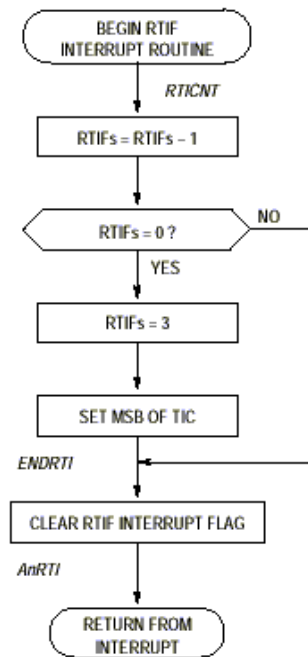 BEGIN RTIF
INTERRUPT ROUTINE
RTICNT
RTIFs = RTIFs – 1
RTIFs = 0 ?
NO
YES
RTIFs = 3
SET MSB OF TIC
ENDRTI
CLEAR RTIF INTERRUPT FLAG
AnRTI
RETURN FROM
INTERRUPT